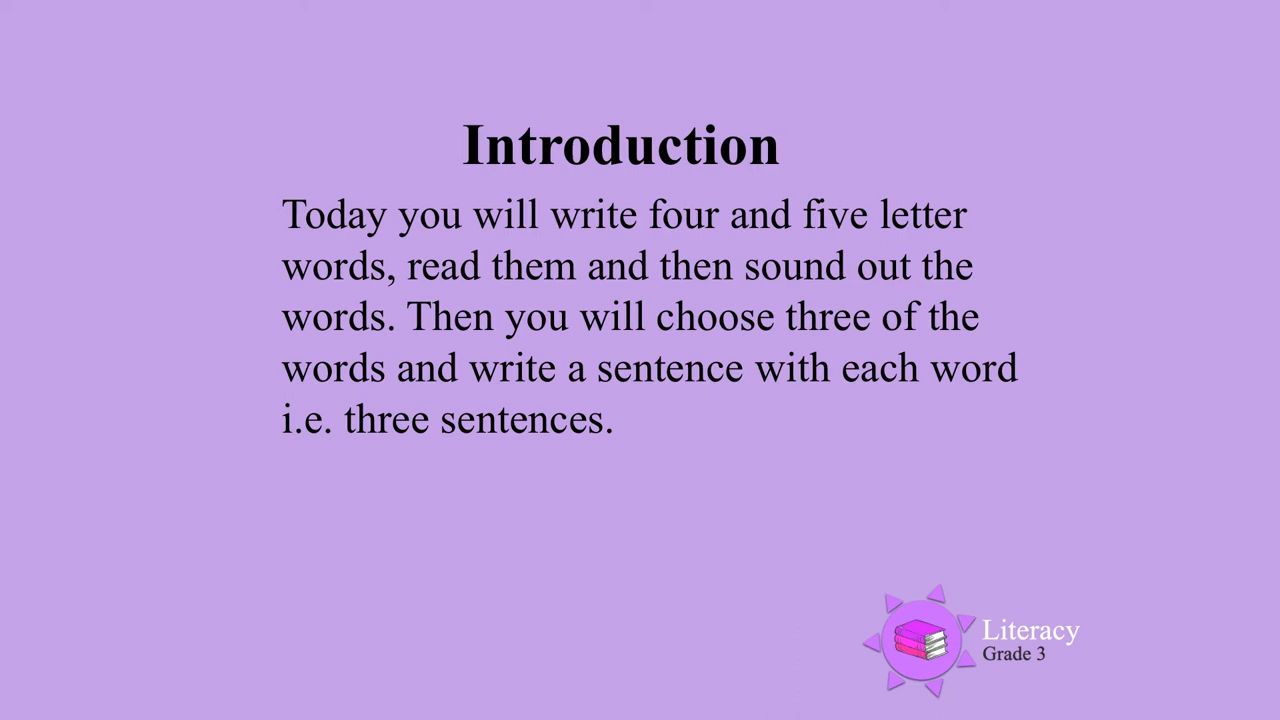 Introduction
Today you will write four and five letter
words, read them and then sound out the
words. Then you will choose three of the
words and write a sentence with each word
i.e. three sentences.
Literacy
Grade 3